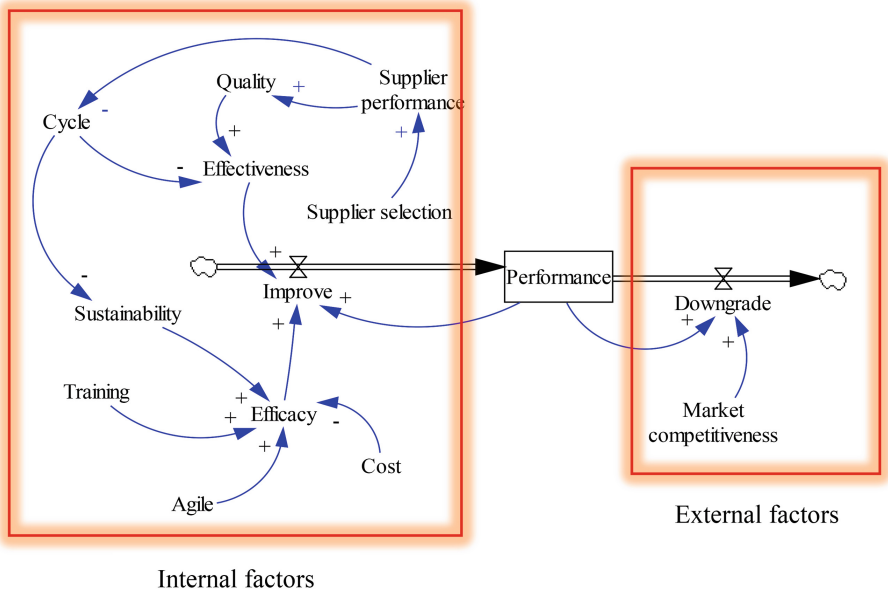 Quality
+
Supplier
performance
-
+
Cycle
+
-
Effectiveness
Supplier selection
+
-
Improve
+
+
Performance
Downgrade
+
+
Sustainability
Training
+
+
Efficacy
+
-
Market
competitiveness
Cost
Agile
External factors
Internal factors